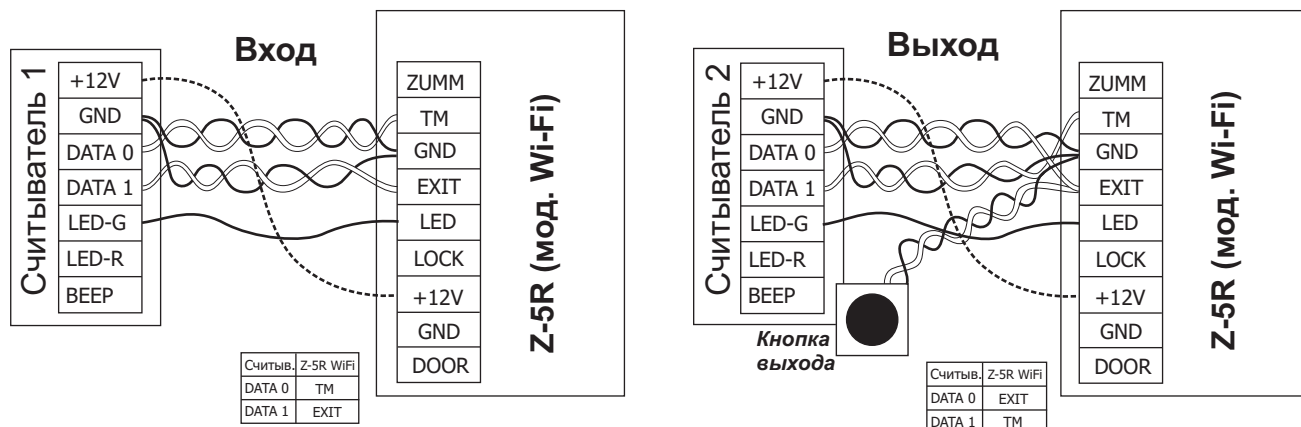 Вход
Считыватель 1
+12V
GND
DATA 0
DATA 1
LED-G
LED-R
BEEP
ZUMM
TM
GND
EXIT
LED
LOCK
+12V
GND
DOOR
Z-5R (мод. Wi-Fi)
Считыв. Z-5R WiFi
DATA 0 TM
DATA 1 EXIT
Выход
Считыватель 2
+12V
GND
DATA 0
DATA 1
LED-G
LED-R
BEEP
Кнопка
выхода
ZUMM
TM
GND
EXIT
LED
LOCK
+12V
GND
DOOR
Z-5R (мод. Wi-Fi)
Считыв. Z-5R WiFi
DATA 0 EXIT
DATA 1 TM